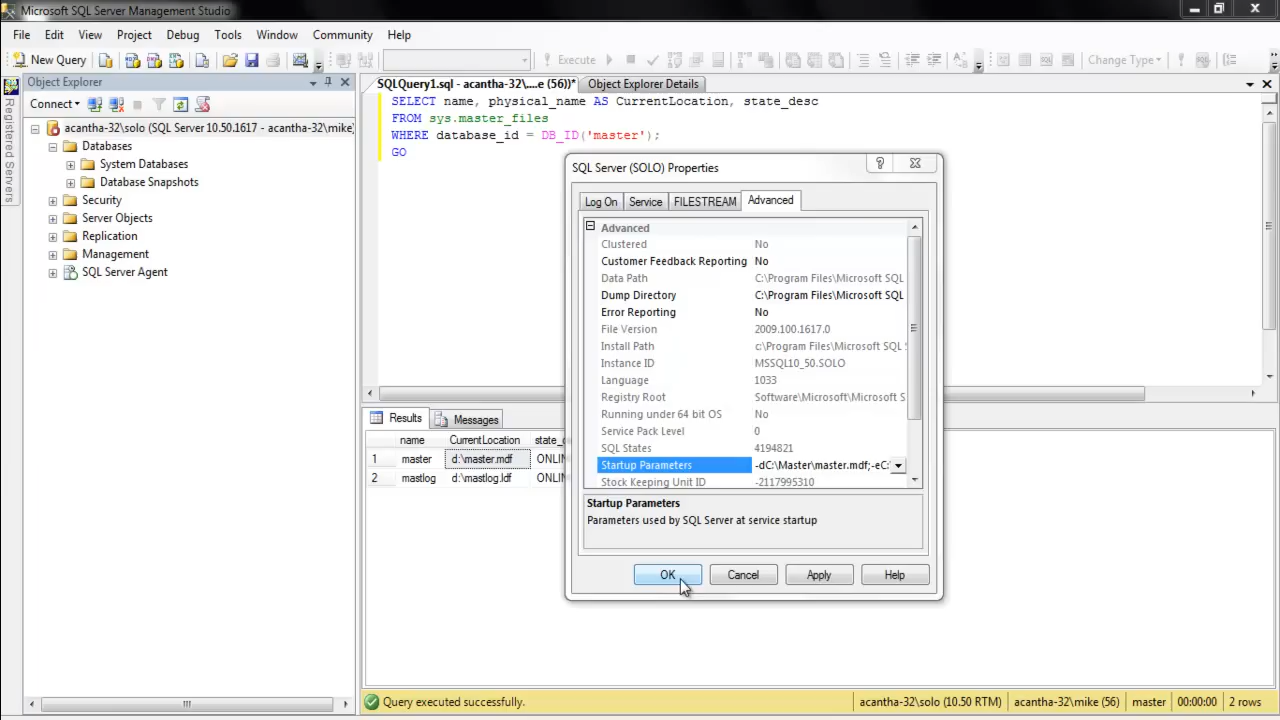 Microsoft SQL Server Management Studio
File Edit View Project Debug Tools Window Community Help
New Query Execute Change Type
Object Explorer
SQLQuery1.sql - acantha-32\....e (56))* Object Explorer Details
Registered Servers
Connect
acantha-32\solo (SQL Server 10.50.1617 - acantha-32\mike)
Databases
System Databases
Database Snapshots
Security
Server Objects
Replication
Management
SQL Server Agent
SELECT name, physical_name AS CurrentLocation, state_desc
FROM sys.master_files
WHERE database_id = DB_ID('master');
GO
SQL Server (SOLO) Properties
Log On Service FILESTREAM Advanced
Advanced
Clustered No
Customer Feedback Reporting No
Data Path C:\Program Files\Microsoft SQL
Dump Directory C:\Program Files\Microsoft SQL
Error Reporting No
File Version 2009.100.1617.0
Install Path c:\Program Files\Microsoft SQL S
Instance ID MSSQL10_50.SOLO
Language 1033
Registry Root Software\Microsoft\Microsoft S
Running under 64 bit OS No
Service Pack Level 0
SQL States 4194821
Startup Parameters -dC:\Master\master.mdf;-eC:
Stock Keeping Unit ID -2117995310
Startup Parameters
Parameters used by SQL Server at service startup
OK Cancel Apply Help
Results Messages
name CurrentLocation state_d
1 master d:\master.mdf ONLIN
2 mastlog d:\mastlog.ldf ONLIN
Query executed successfully. acantha-32\solo (10.50 RTM) acantha-32\mike (56) master 00:00:00 2 rows